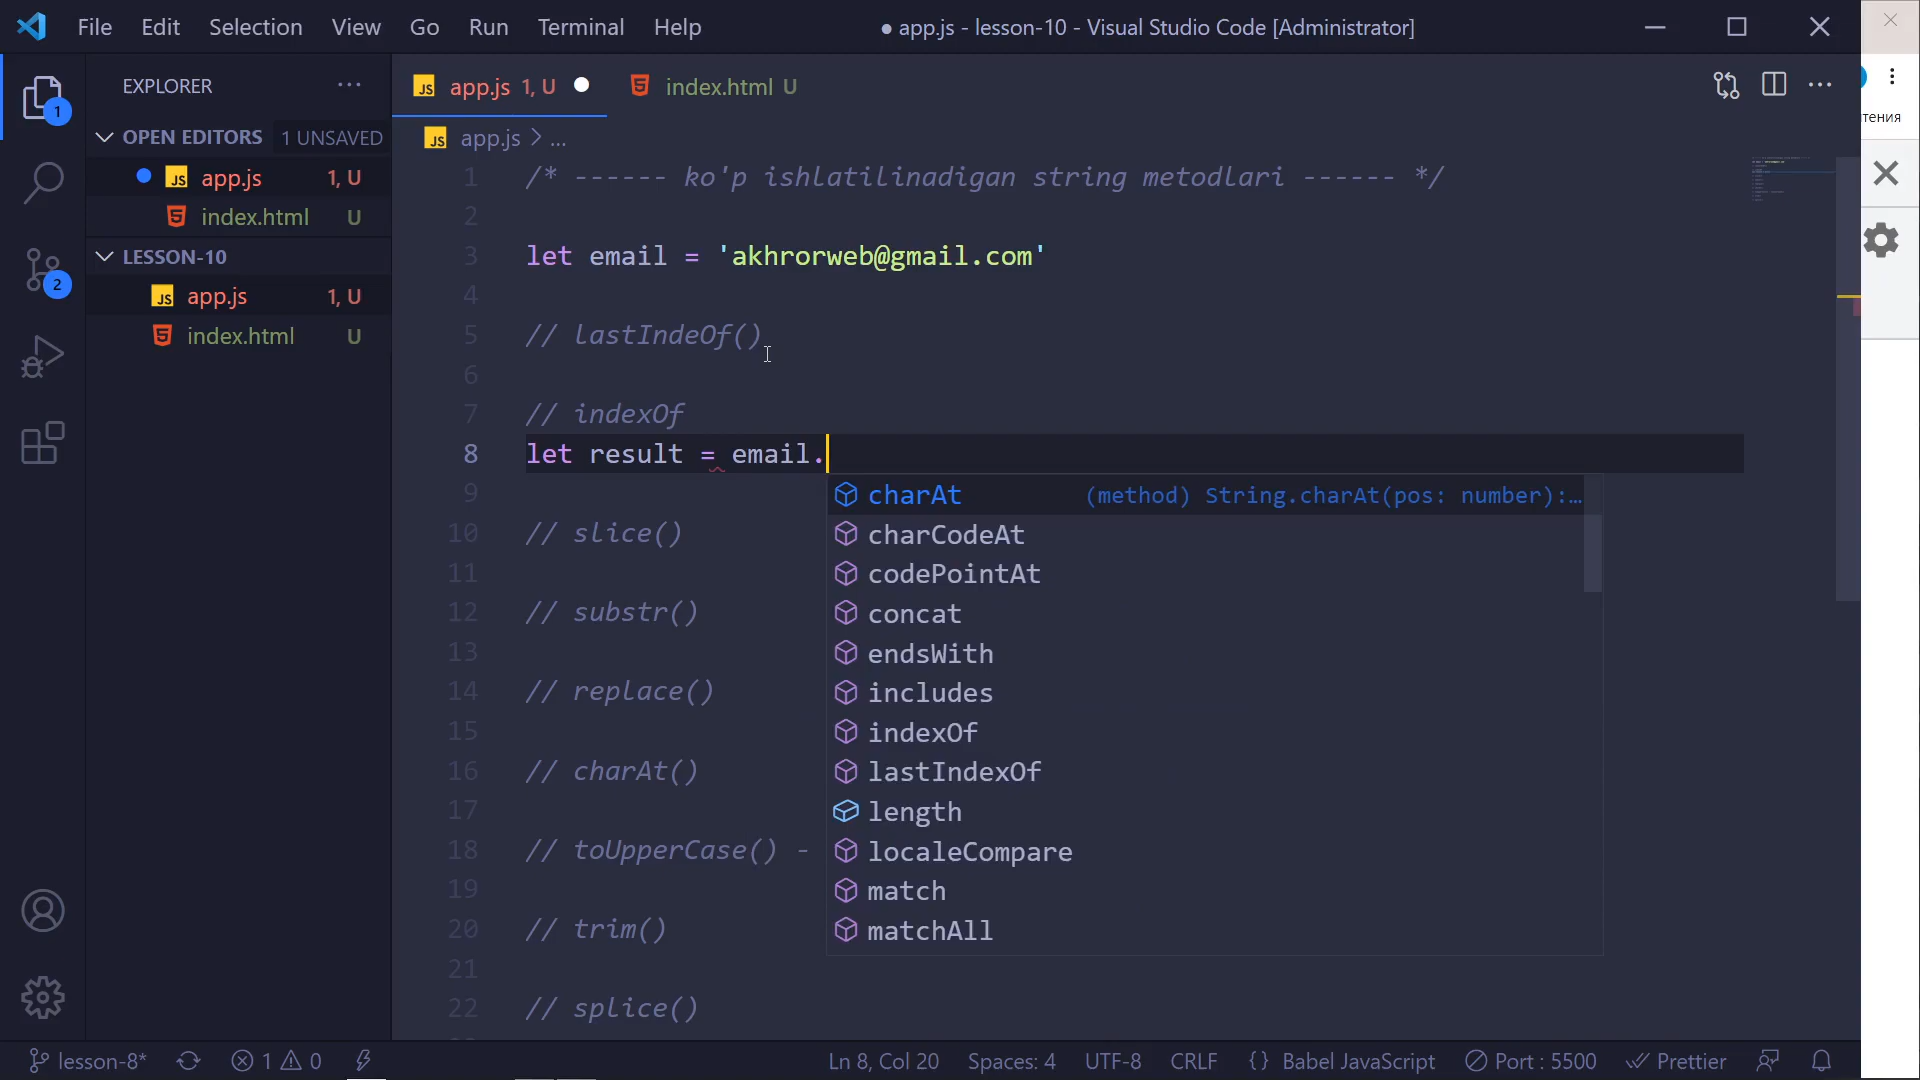 File Edit Selection View Go Run Terminal Help
● app.js - lesson-10 - Visual Studio Code [Administrator]
EXPLORER
OPEN EDITORS 1 UNSAVED
app.js 1, U
index.html U
LESSON-10
app.js 1, U
index.html U
1
2
JS app.js 1, U
index.html U
JS app.js > ...
1 /* ------ ko'p ishlatilinadigan string metodlari ------ */
2
3 let email = 'akhrorweb@gmail.com'
4
5 // lastIndeOf()
6
7 // indexOf
8 let result = email.
9
10 // slice()
11
12 // substr()
13
14 // replace()
15
16 // charAt()
17
18 // toUpperCase() -
19
20 // trim()
21
22 // splice()
charAt (method) String.charAt(pos: number):…
charCodeAt
codePointAt
concat
endsWith
includes
indexOf
lastIndexOf
length
localeCompare
match
matchAll
тения
lesson-8* 1 0 Ln 8, Col 20 Spaces: 4 UTF-8 CRLF {} Babel JavaScript Port : 5500 Prettier